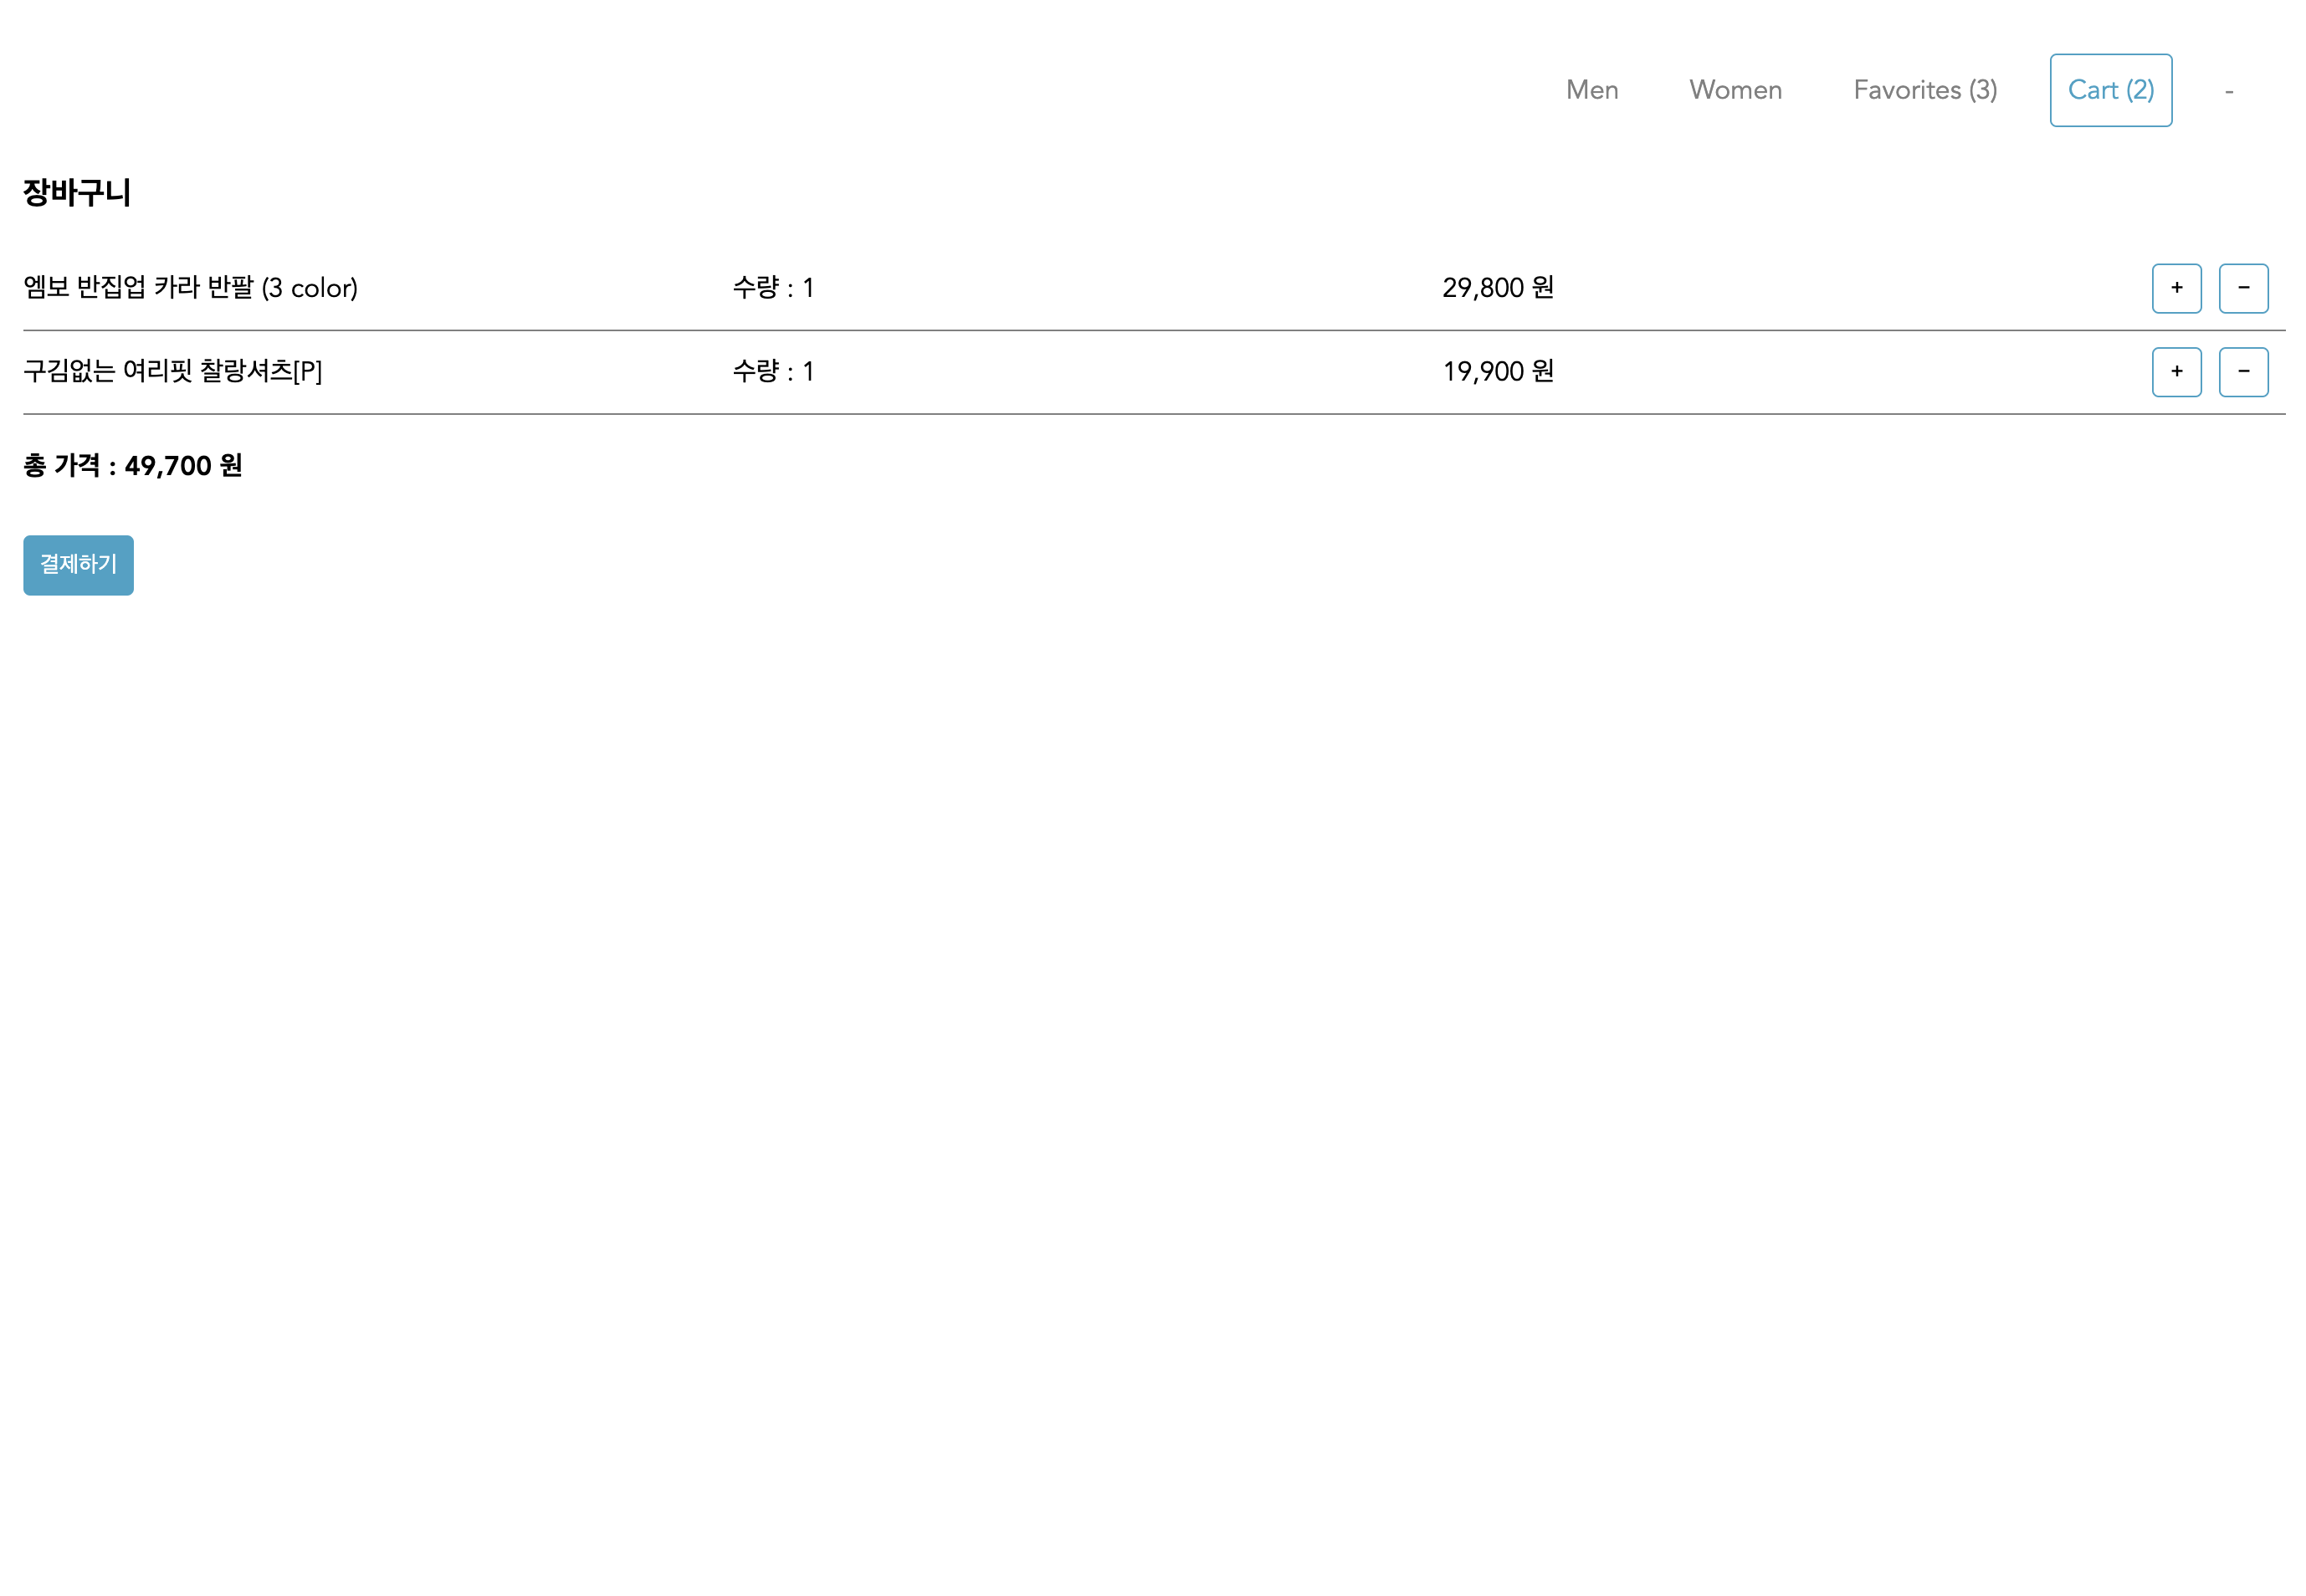 Men Women Favorites (3) Cart (2) -
장바구니
엠보 반집업 카라 반팔 (3 color) 수량 : 1 29,800 원 + −
구김없는 여리핏 찰랑셔츠[P] 수량 : 1 19,900 원 + −
총 가격 : 49,700 원
결제하기